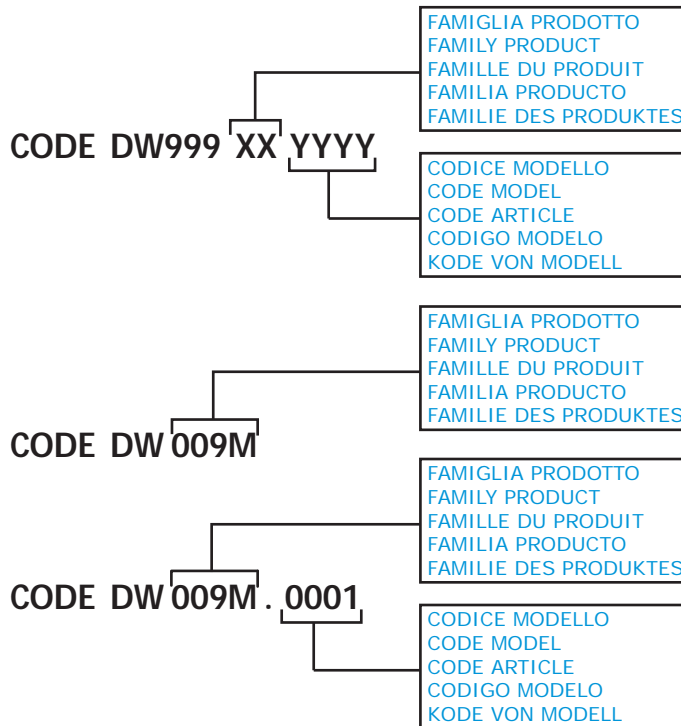 FAMIGLIA PRODOTTO
FAMILY PRODUCT
FAMILLE DU PRODUIT
FAMILIA PRODUCTO
FAMILIE DES PRODUKTES
CODE DW999 XX YYYY
CODICE MODELLO
CODE MODEL
CODE ARTICLE
CODIGO MODELO
KODE VON MODELL
FAMIGLIA PRODOTTO
FAMILY PRODUCT
FAMILLE DU PRODUIT
FAMILIA PRODUCTO
FAMILIE DES PRODUKTES
CODE DW 009M
FAMIGLIA PRODOTTO
FAMILY PRODUCT
FAMILLE DU PRODUIT
FAMILIA PRODUCTO
FAMILIE DES PRODUKTES
CODE DW 009M . 0001
CODICE MODELLO
CODE MODEL
CODE ARTICLE
CODIGO MODELO
KODE VON MODELL